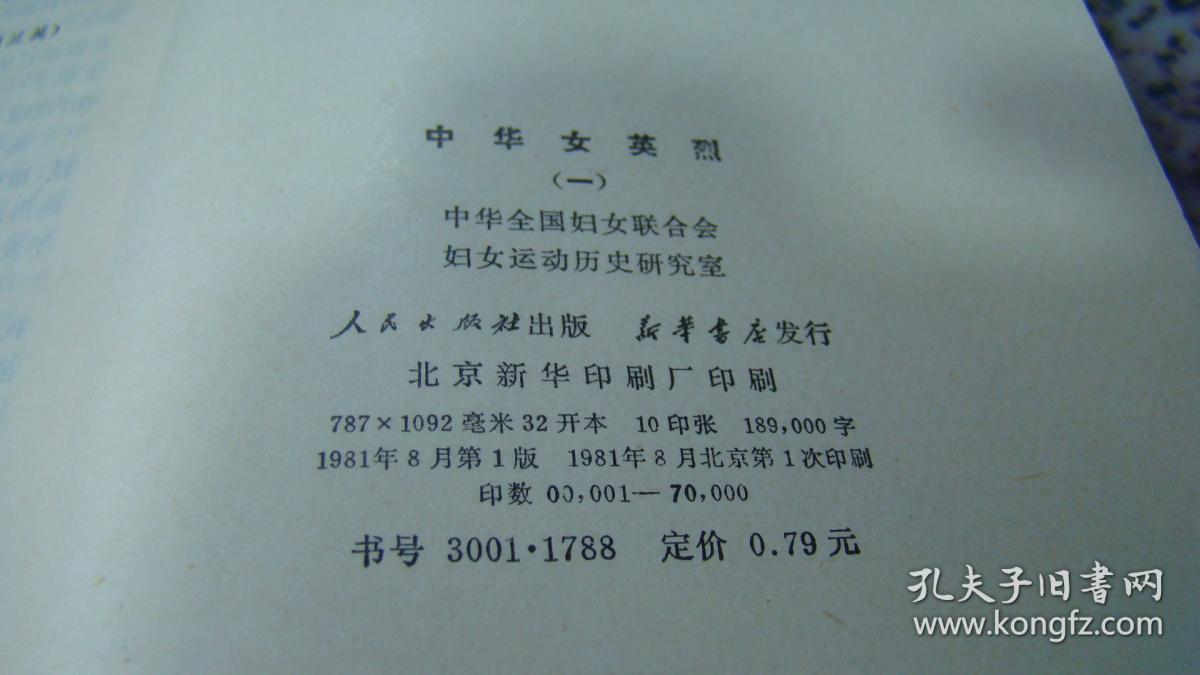 中华女英烈
（一）
中华全国妇女联合会
妇女运动历史研究室
人民出版社出版 新华书店发行
北京新华印刷厂印刷
787×1092毫米32开本 10印张 189,000字
1981年8月第1版 1981年8月北京第1次印刷
印数 00,001—70,000
书号 3001·1788 定价 0.79元
孔夫子旧书网
www.kongfz.com